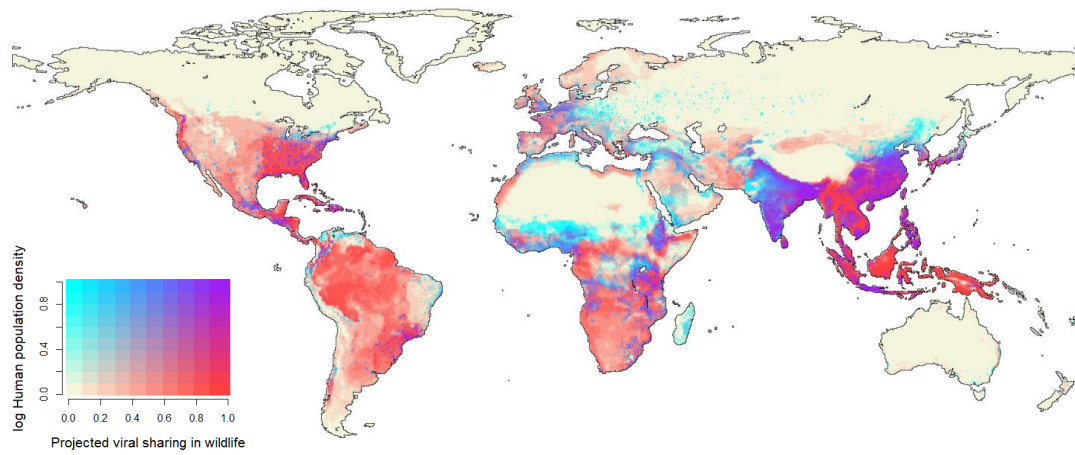 log Human population density
0.8
0.4
0.0
0.0 0.2 0.4 0.6 0.8 1.0
Projected viral sharing in wildlife